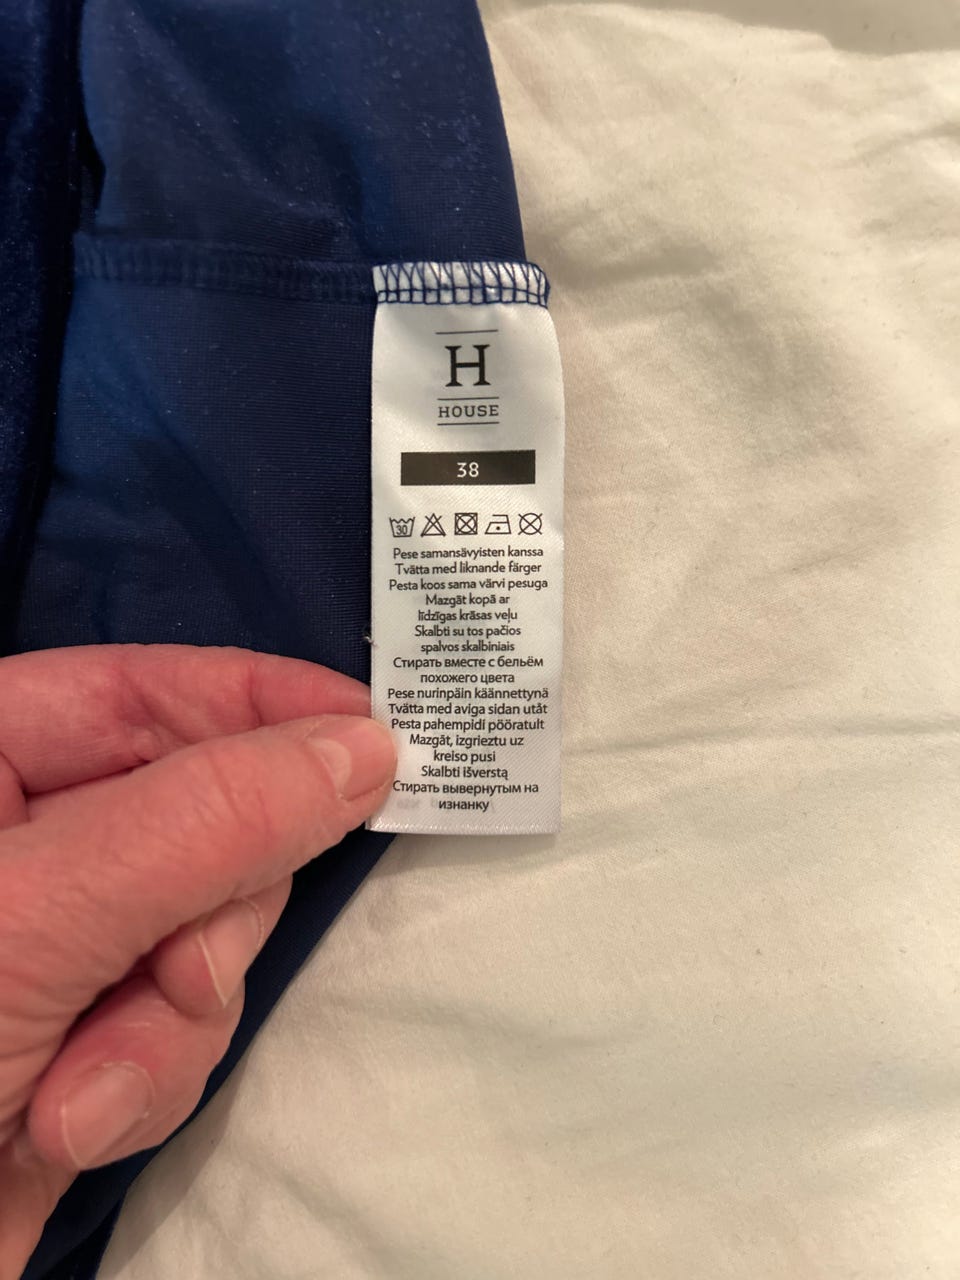 H
HOUSE
38
30
Pese samansävyisten kanssa
Tvätta med liknande färger
Pesta koos sama värvi pesuga
Mazgāt kopā ar
līdzīgas krāsas veļu
Skalbti su tos pačios
spalvos skalbiniais
Стирать вместе с бельём
похожего цвета
Pese nurinpäin käännettynä
Tvätta med aviga sidan utåt
Pesta pahempidi pööratult
Mazgāt, izgrieztu uz
kreiso pusi
Skalbti išverstą
Стирать вывернутым на
изнанку